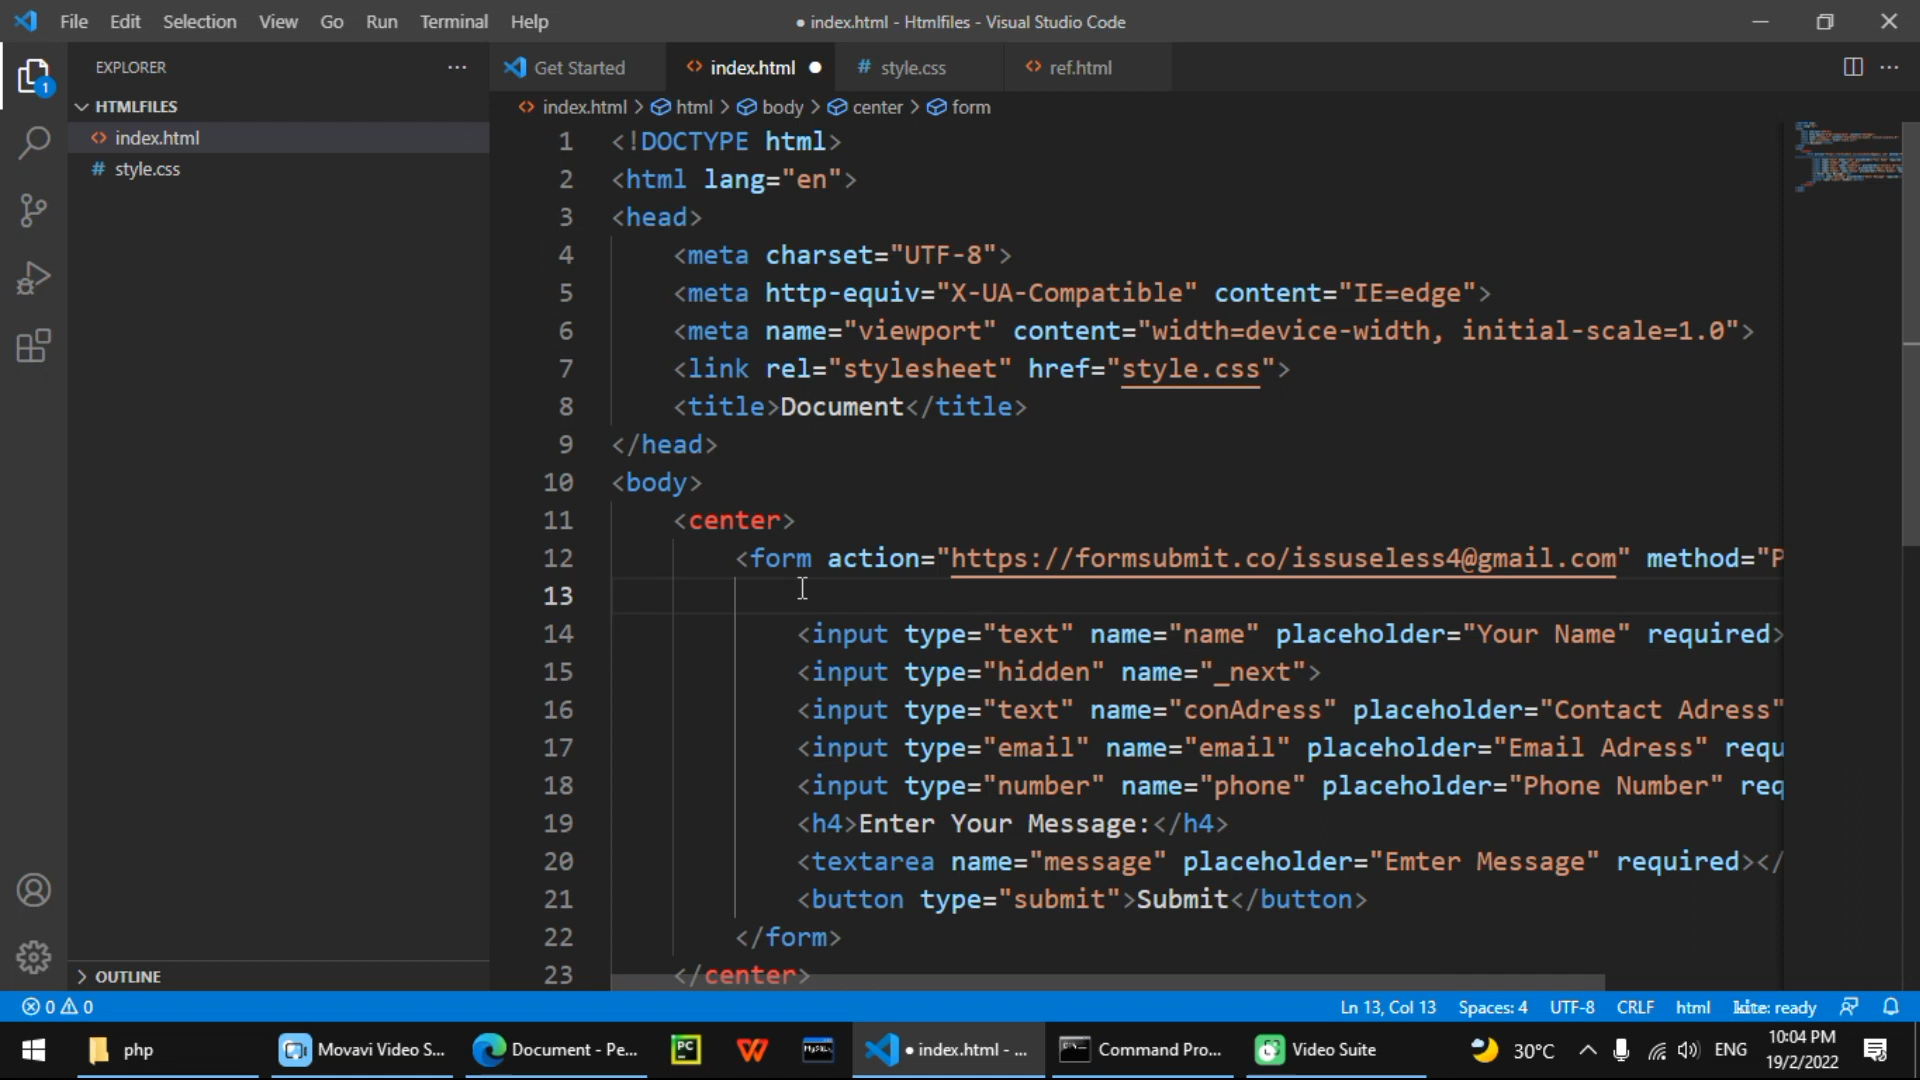 File Edit Selection View Go Run Terminal Help
● index.html - Htmlfiles - Visual Studio Code
EXPLORER ···
Get Started
<> index.html ●
# style.css
<> ref.html
1
HTMLFILES
<> index.html
# style.css
<> index.html > html > body > center > form
1 <!DOCTYPE html>
2 <html lang="en">
3 <head>
4 <meta charset="UTF-8">
5 <meta http-equiv="X-UA-Compatible" content="IE=edge">
6 <meta name="viewport" content="width=device-width, initial-scale=1.0">
7 <link rel="stylesheet" href="style.css">
8 <title>Document</title>
9 </head>
10 <body>
11 <center>
12 <form action="https://formsubmit.co/issuseless4@gmail.com" method="P
13
14 <input type="text" name="name" placeholder="Your Name" required>
15 <input type="hidden" name="_next">
16 <input type="text" name="conAdress" placeholder="Contact Adress"
17 <input type="email" name="email" placeholder="Email Adress" requ
18 <input type="number" name="phone" placeholder="Phone Number" req
19 <h4>Enter Your Message:</h4>
20 <textarea name="message" placeholder="Emter Message" required></
21 <button type="submit">Submit</button>
22 </form>
23 </center>
OUTLINE
0 0
Ln 13, Col 13 Spaces: 4 UTF-8 CRLF html kite: ready
php
Movavi Video S...
Document - Pe...
PC
W
MySQL
● index.html - ...
Command Pro...
Video Suite
30°C
ENG
10:04 PM
19/2/2022